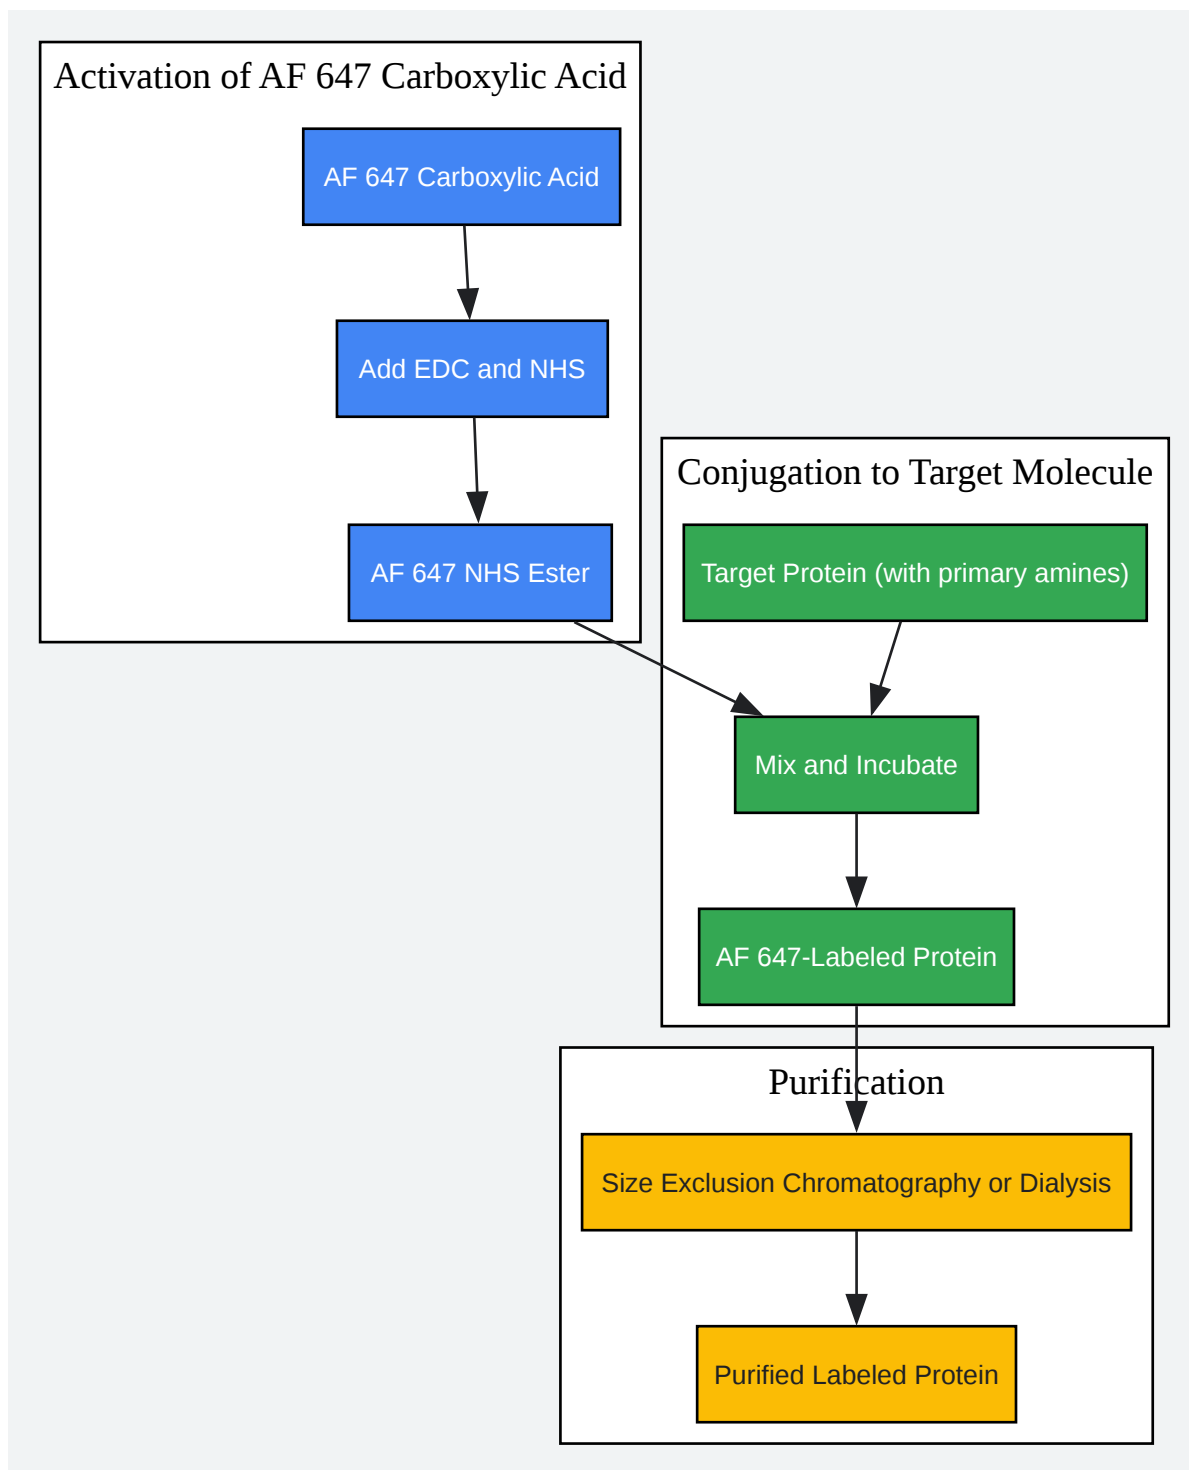 Activation of AF 647 Carboxylic Acid
AF 647 Carboxylic Acid
Add EDC and NHS
AF 647 NHS Ester
Conjugation to Target Molecule
Target Protein (with primary amines)
Mix and Incubate
AF 647-Labeled Protein
Purification
Size Exclusion Chromatography or Dialysis
Purified Labeled Protein